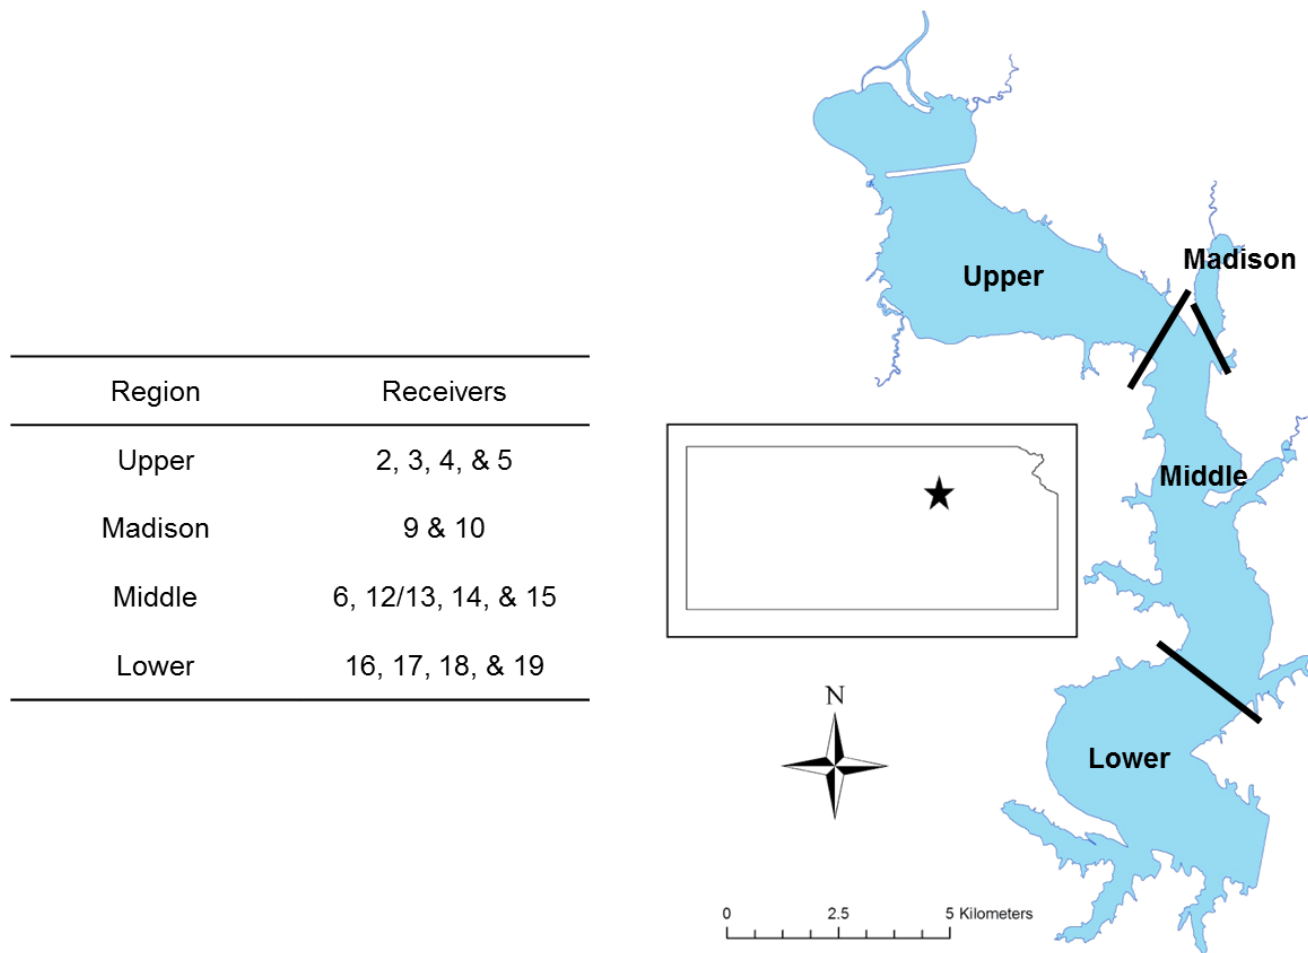 Region Receivers
Upper 2, 3, 4, & 5
Madison 9 & 10
Middle 6, 12/13, 14, & 15
Lower 16, 17, 18, & 19
Madison
Upper
Middle
Lower
N
0 2.5 5 Kilometers